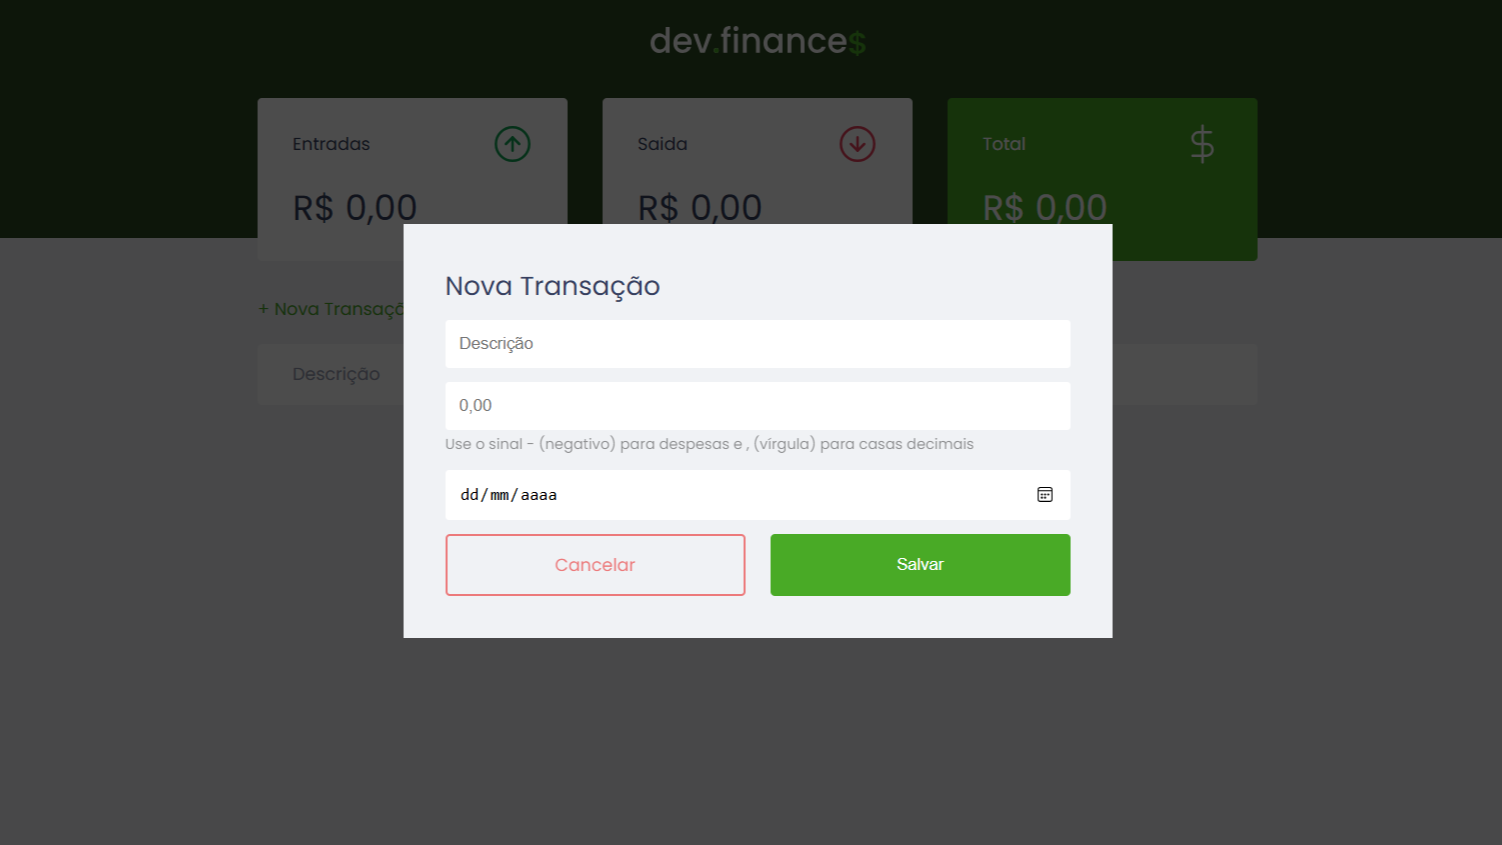 dev.finance$
Entradas
Saida
Total
$
R$ 0,00
R$ 0,00
R$ 0,00
Nova Transação
+ Nova Transaçã
Descrição
Descrição
0,00
Use o sinal - (negativo) para despesas e , (vírgula) para casas decimais
dd/mm/aaaa
Cancelar
Salvar